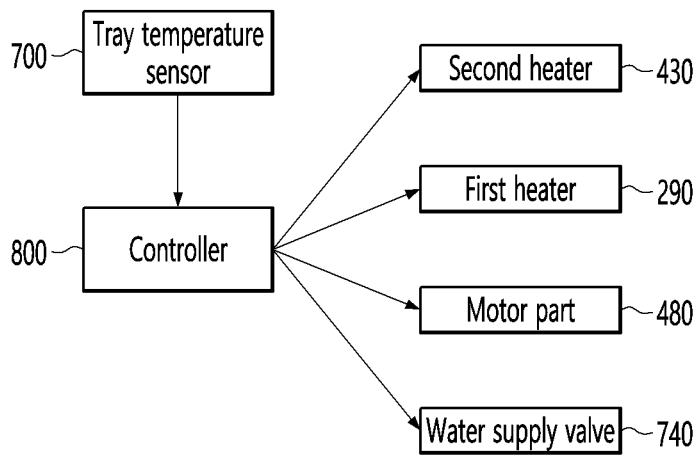 700
Tray temperature
sensor
Second heater
430
First heater
290
800
Controller
Motor part
480
Water supply valve
740